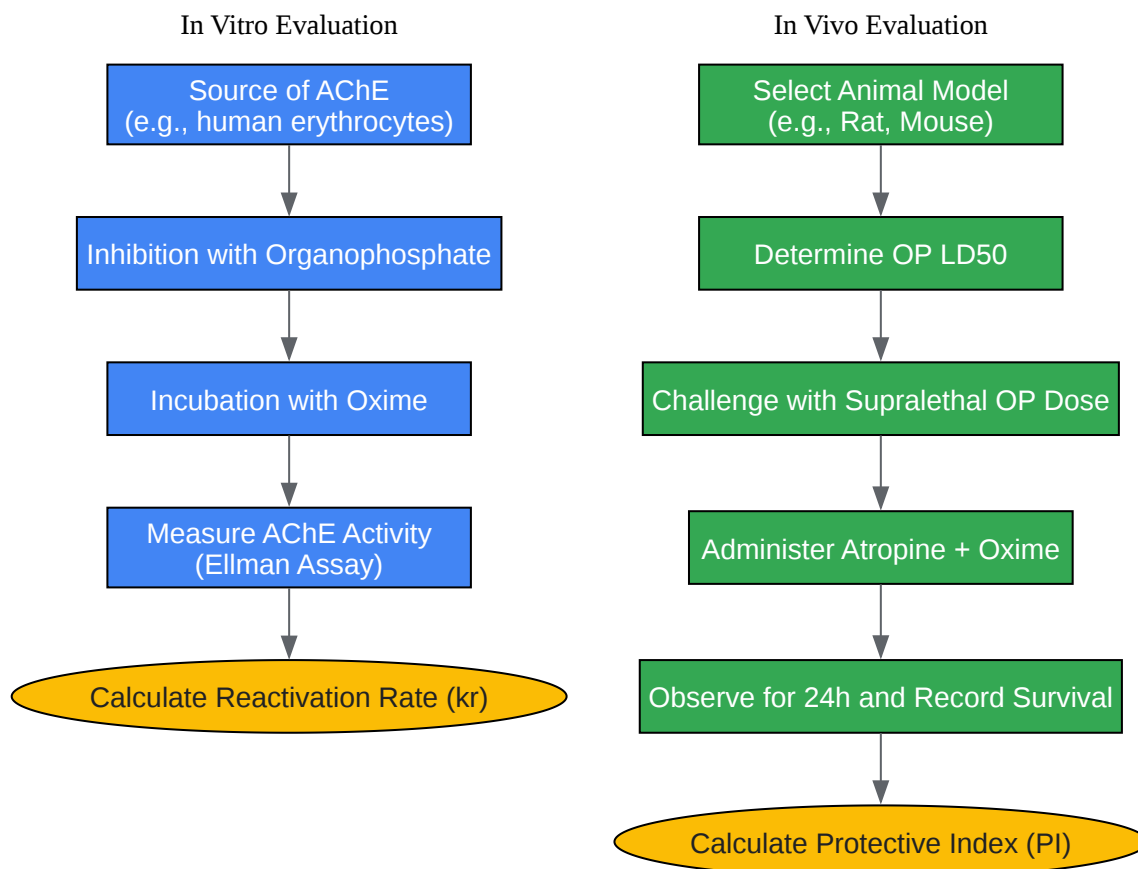 In Vitro Evaluation
Source of AChE
(e.g., human erythrocytes)
Inhibition with Organophosphate
Incubation with Oxime
Measure AChE Activity
(Ellman Assay)
Calculate Reactivation Rate (kr)
In Vivo Evaluation
Select Animal Model
(e.g., Rat, Mouse)
Determine OP LD50
Challenge with Supralethal OP Dose
Administer Atropine + Oxime
Observe for 24h and Record Survival
Calculate Protective Index (PI)